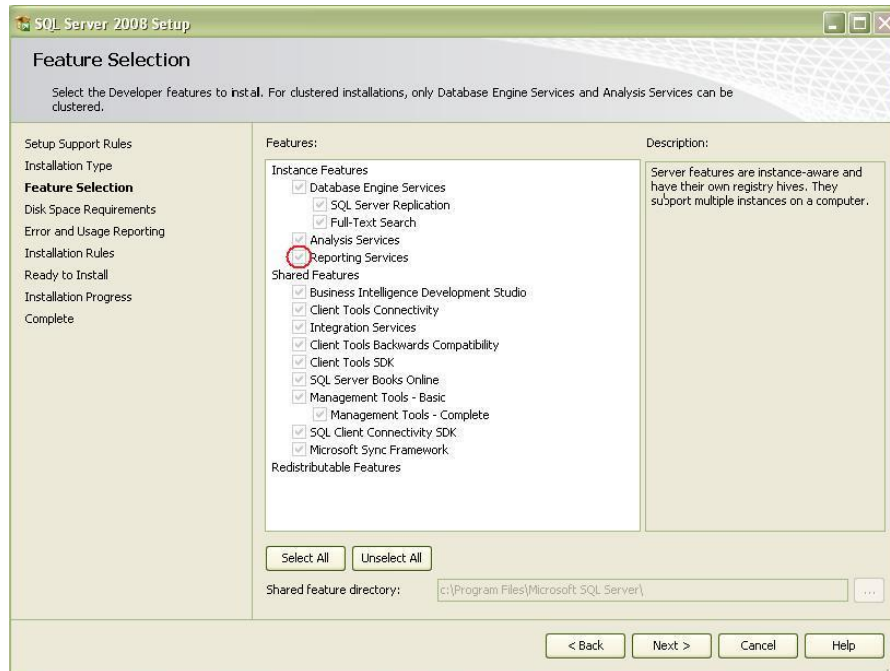 SQL Server 2008 Setup
Feature Selection
Select the Developer features to install. For clustered installations, only Database Engine Services and Analysis Services can be
clustered.
Setup Support Rules
Installation Type
Feature Selection
Disk Space Requirements
Error and Usage Reporting
Installation Rules
Ready to Install
Installation Progress
Complete
Features:
Instance Features
Database Engine Services
SQL Server Replication
Full-Text Search
Analysis Services
Reporting Services
Shared Features
Business Intelligence Development Studio
Client Tools Connectivity
Integration Services
Client Tools Backwards Compatibility
Client Tools SDK
SQL Server Books Online
Management Tools - Basic
Management Tools - Complete
SQL Client Connectivity SDK
Microsoft Sync Framework
Redistributable Features
Description:
Server features are instance-aware and
have their own registry hives. They
support multiple instances on a computer.
Select All
Unselect All
Shared feature directory:
c:\Program Files\Microsoft SQL Server\
...
< Back
Next >
Cancel
Help